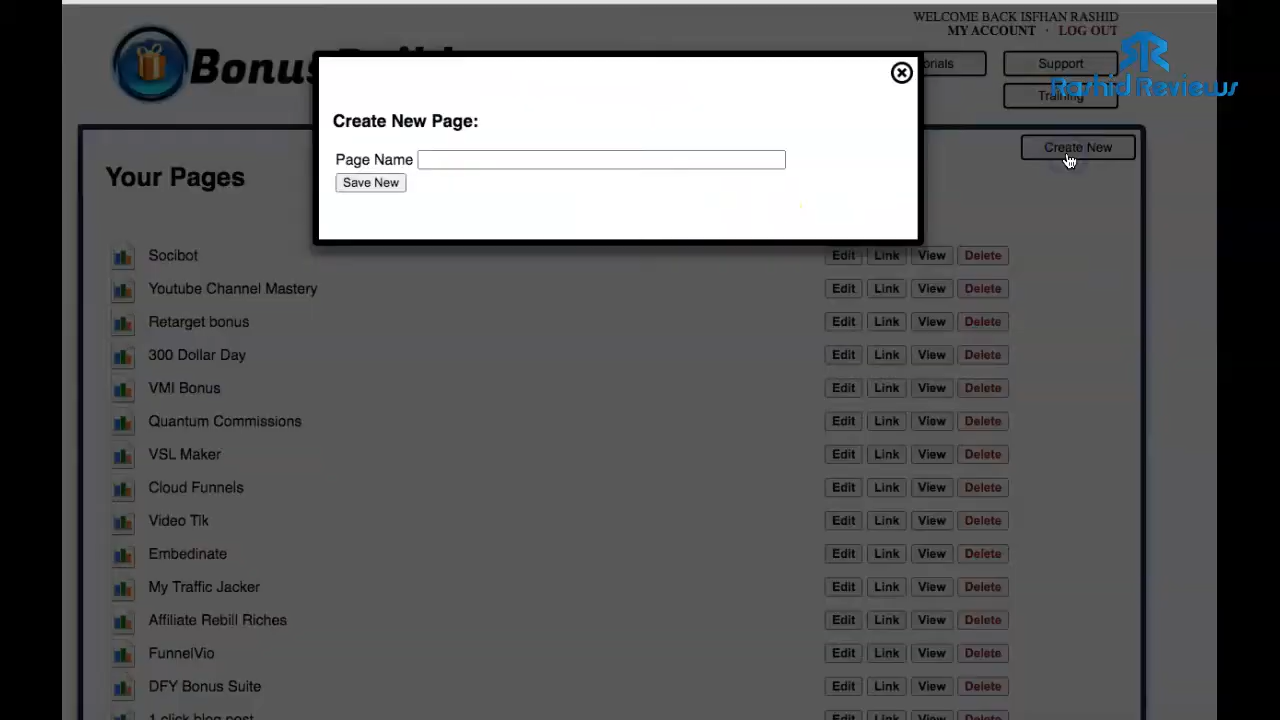 WELCOME BACK ISFHAN RASHID
MY ACCOUNT · LOG OUT
Support
Training
Rashid Reviews
Create New
Create New Page:
Page Name
Save New
Your Pages
Socibot Edit Link View Delete
Youtube Channel Mastery Edit Link View Delete
Retarget bonus Edit Link View Delete
300 Dollar Day Edit Link View Delete
VMI Bonus Edit Link View Delete
Quantum Commissions Edit Link View Delete
VSL Maker Edit Link View Delete
Cloud Funnels Edit Link View Delete
Video Tik Edit Link View Delete
Embedinate Edit Link View Delete
My Traffic Jacker Edit Link View Delete
Affiliate Rebill Riches Edit Link View Delete
FunnelVio Edit Link View Delete
DFY Bonus Suite Edit Link View Delete
1 click blog post